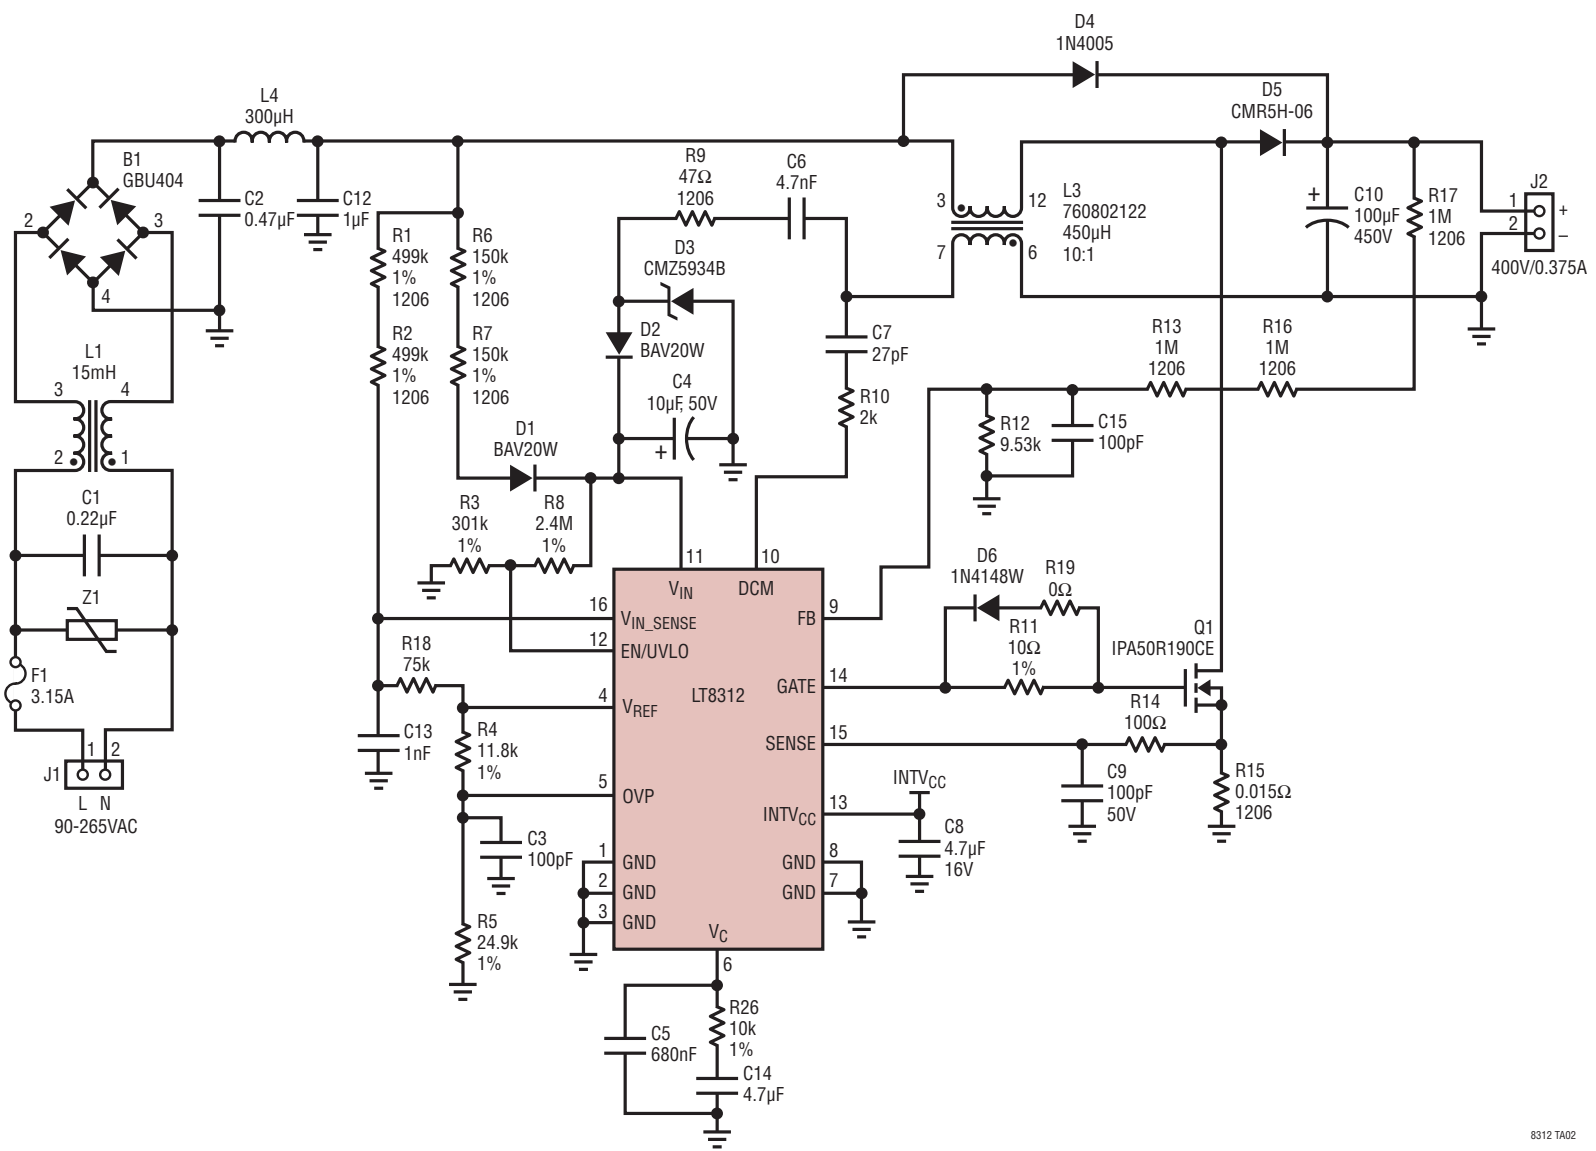 D4
1N4005
D5
CMR5H-06
L4
300µH
B1
GBU404
2
3
4
C2
0.47µF
C12
1µF
R9
47Ω
1206
C6
4.7nF
3
12
7
6
L3
760802122
450µH
10:1
+
C10
100µF
450V
R17
1M
1206
J2
1
2
+
–
400V/0.375A
R1
499k
1%
1206
R6
150k
1%
1206
D3
CMZ5934B
D2
BAV20W
C4
10µF, 50V
+
R2
499k
1%
1206
R7
150k
1%
1206
C7
27pF
R10
2k
R13
1M
1206
R16
1M
1206
R12
9.53k
C15
100pF
L1
15mH
3
4
2
1
C1
0.22µF
Z1
F1
3.15A
J1
1
2
L N
90-265VAC
D1
BAV20W
R3
301k
1%
R8
2.4M
1%
11
10
VIN
DCM
16
VIN_SENSE
12
EN/UVLO
9
FB
D6
1N4148W
R19
0Ω
R11
10Ω
1%
Q1
IPA50R190CE
R18
75k
LT8312
14
GATE
4
VREF
C13
1nF
R4
11.8k
1%
15
SENSE
R14
100Ω
C9
100pF
50V
R15
0.015Ω
1206
5
OVP
INTVCC
13
INTVCC
C8
4.7µF
16V
C3
100pF
1
GND
2
GND
3
GND
8
GND
7
GND
R5
24.9k
1%
VC
6
R26
10k
1%
C5
680nF
C14
4.7µF
8312 TA02